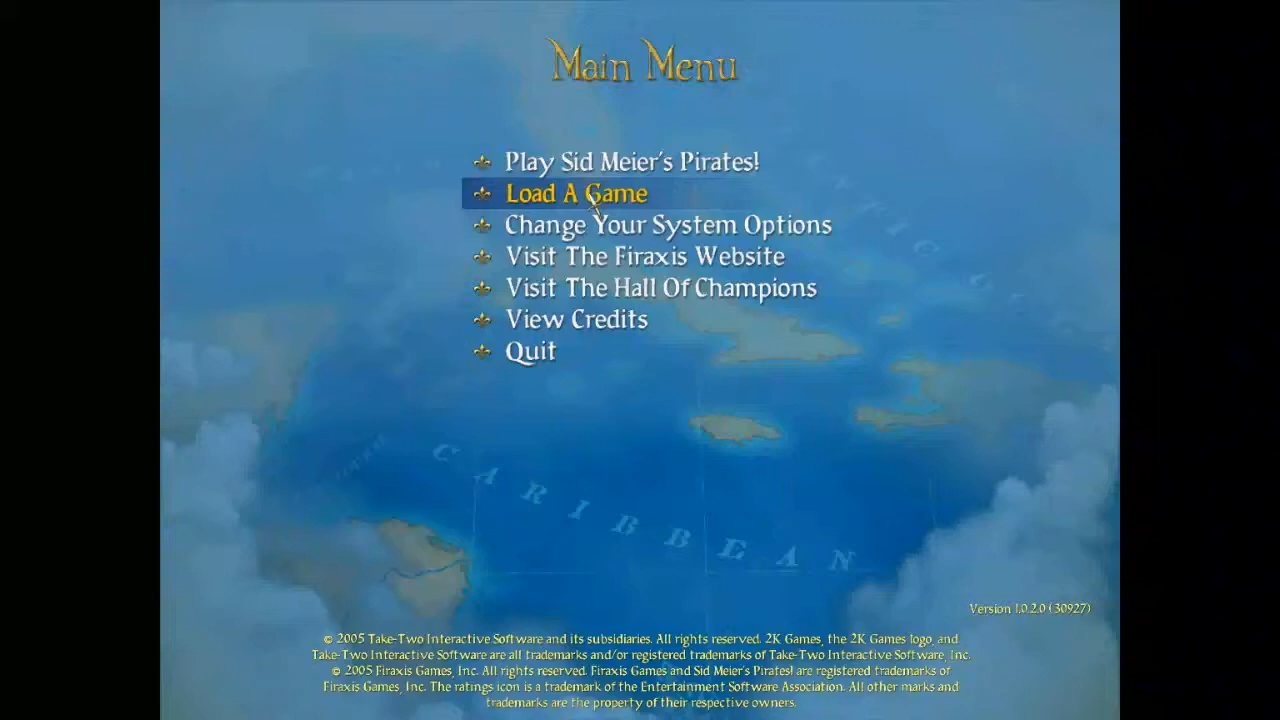 Main Menu
Play Sid Meier's Pirates!
Load A Game
Change Your System Options
Visit The Firaxis Website
Visit The Hall Of Champions
View Credits
Quit
CARIBBEAN
Version 1.0.2.0 (30927)
© 2005 Take-Two Interactive Software and its subsidiaries. All rights reserved. 2K Games, the 2K Games logo, and
Take-Two Interactive Software are all trademarks and/or registered trademarks of Take-Two Interactive Software, Inc.
© 2005 Firaxis Games, Inc. All rights reserved. Firaxis Games and Sid Meier's Pirates! are registered trademarks of
Firaxis Games, Inc. The ratings icon is a trademark of the Entertainment Software Association. All other marks and
trademarks are the property of their respective owners.